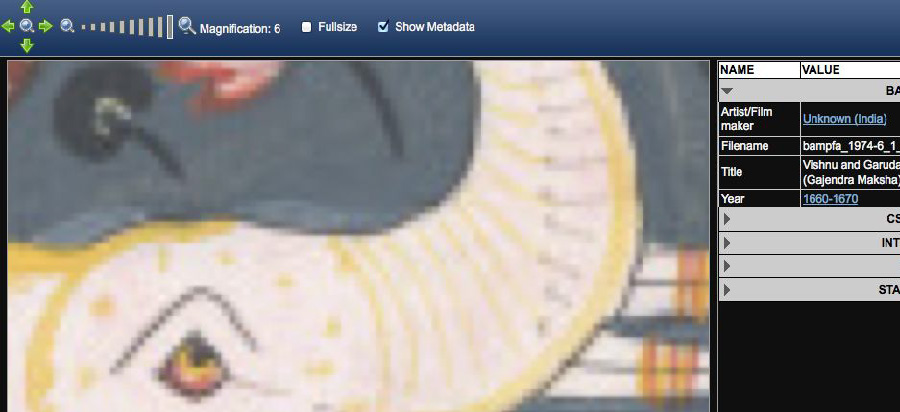 Magnification: 6
Fullsize
Show Metadata
NAME VALUE
BA
Artist/Film maker Unknown (India)
Filename bampfa_1974-6_1_
Title Vishnu and Garuda
(Gajendra Maksha)
Year 1660-1670
CS
INT
STA